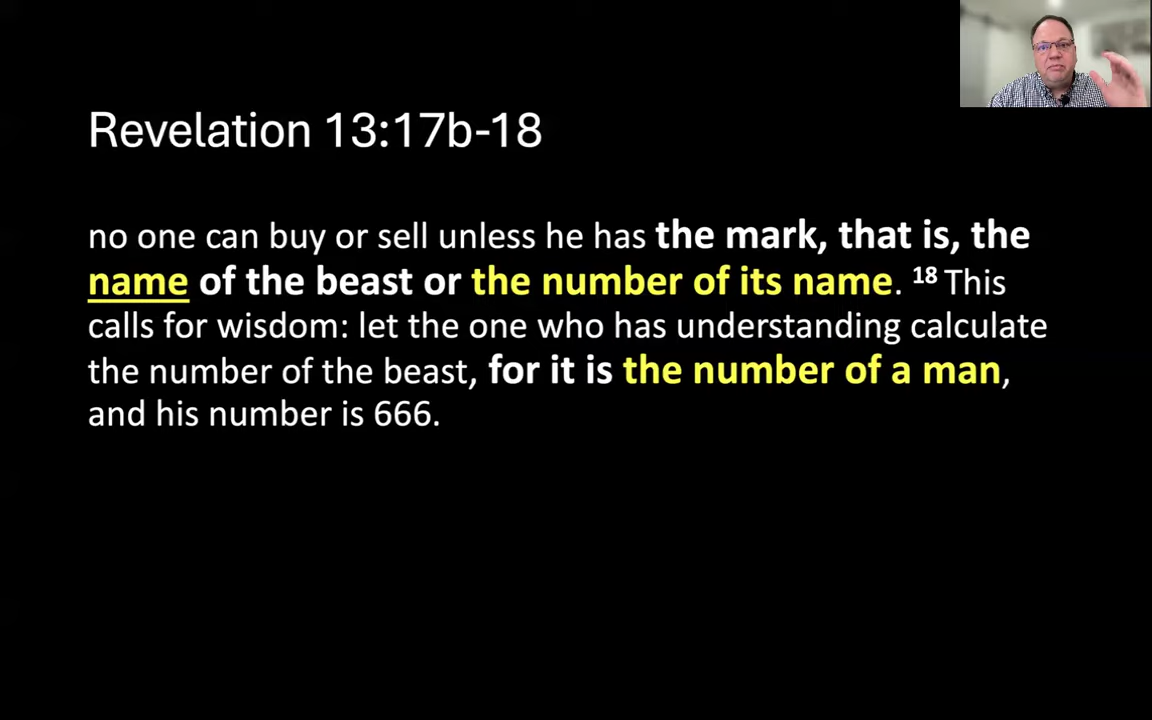 Revelation 13:17b-18
no one can buy or sell unless he has the mark, that is, the
name of the beast or the number of its name. 18 This
calls for wisdom: let the one who has understanding calculate
the number of the beast, for it is the number of a man,
and his number is 666.